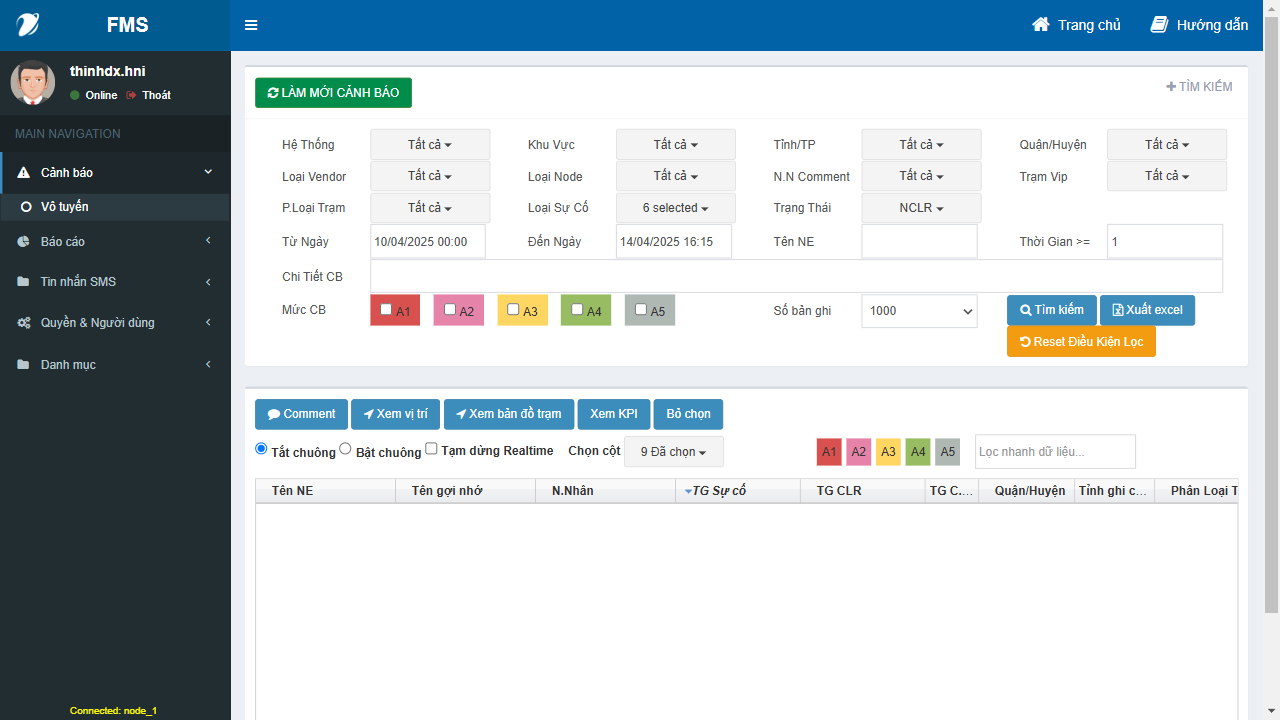 FMS
Trang chủ
Hướng dẫn
thinhdx.hni
Online
Thoát
MAIN NAVIGATION
Cảnh báo
Vô tuyến
Báo cáo
Tin nhắn SMS
Quyền & Người dùng
Danh mục
Connected: node_1
LÀM MỚI CẢNH BÁO
TÌM KIẾM
Hệ Thống Tất cả Khu Vực Tất cả Tỉnh/TP Tất cả Quận/Huyện Tất cả
Loại Vendor Tất cả Loại Node Tất cả N.N Comment Tất cả Trạm Vip Tất cả
P.Loại Trạm Tất cả Loại Sự Cố 6 selected Trạng Thái NCLR
Từ Ngày 10/04/2025 00:00 Đến Ngày 14/04/2025 16:15 Tên NE Thời Gian >= 1
Chi Tiết CB
Mức CB A1 A2 A3 A4 A5 Số bản ghi 1000 Tìm kiếm Xuất excel
Reset Điều Kiện Lọc
Comment Xem vị trí Xem bản đồ trạm Xem KPI Bỏ chọn
Tắt chuông Bật chuông Tạm dừng Realtime Chọn cột 9 Đã chọn A1 A2 A3 A4 A5 Lọc nhanh dữ liệu...
Tên NE Tên gợi nhớ N.Nhân TG Sự cố TG CLR TG C.... Quận/Huyện Tỉnh ghi c... Phân Loại T